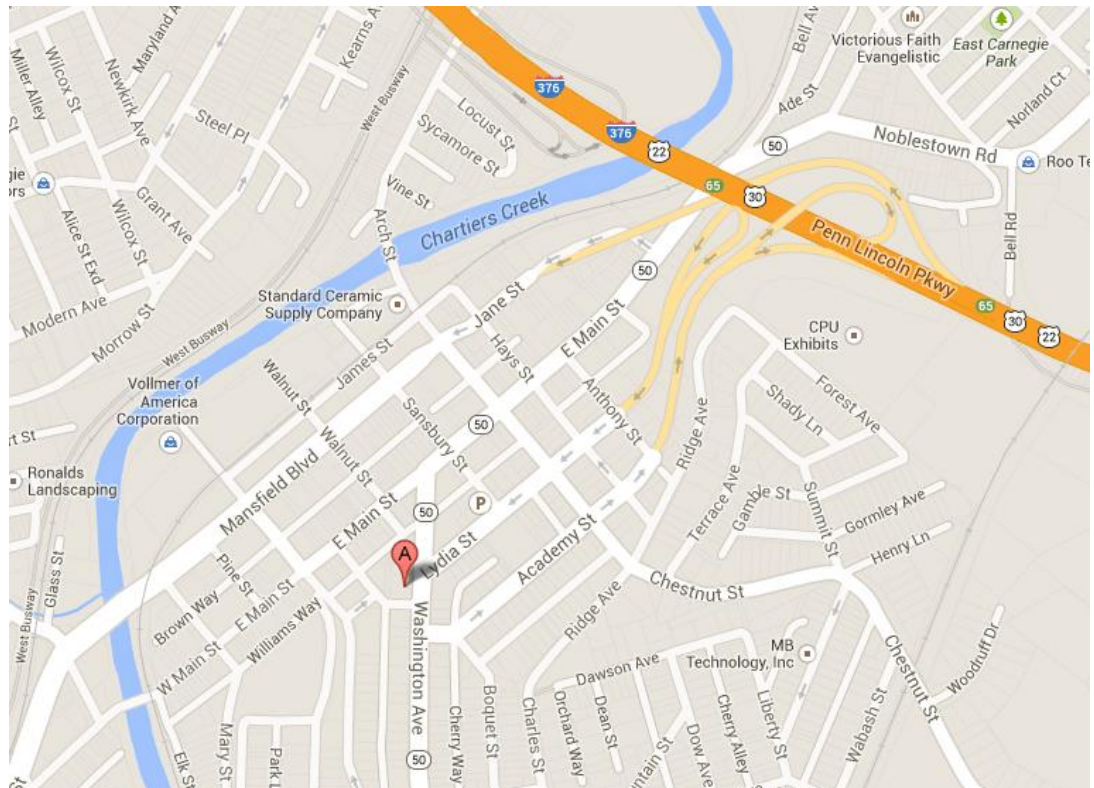 Miller Alley
Wilcox St
Newkirk Ave
Maryland Ave
Kearns A
West Busway
Bell Av
Victorious Faith
Evangelistic
East Carnegie
Park
376
376
Locust St
Sycamore St
Steel Pl
Ade St
Norland Ct
22
50
Noblestown Rd
Roo Te
65
30
gie
ors
Vine St
Grant Ave
Arch St
Chartiers Creek
Alice St Exd
Wilcox St
Bell Rd
Penn Lincoln Pkwy
50
Modern Ave
Morrow St
Standard Ceramic
Supply Company
Jane St
E Main St
65
30
22
CPU
Exhibits
West Busway
James St
Hays St
Vollmer of
America
Corporation
Walnut St
Anthony St
Ridge Ave
Forest Ave
Shady Ln
Sansbury St
50
rt St
Ronalds
Landscaping
Mansfield Blvd
Walnut St
Terrace Ave
Gamble St
Summit St
Gormley Ave
P
50
E Main St
Lydia St
Academy St
Henry Ln
A
Glass St
Pine St
Brown Way
E Main St
Williams Way
Chestnut St
Ridge Ave
Washington Ave
West Busway
W Main St
MB
Technology, Inc
Dawson Ave
Woodruff Dr
Chestnut St
Mary St
Park L
Elk St
Cherry Way
Boquet St
Charles St
Orchard Way
Dean St
untain St
Dow Ave
Cherry Alley
Liberty St
Wabash St
50